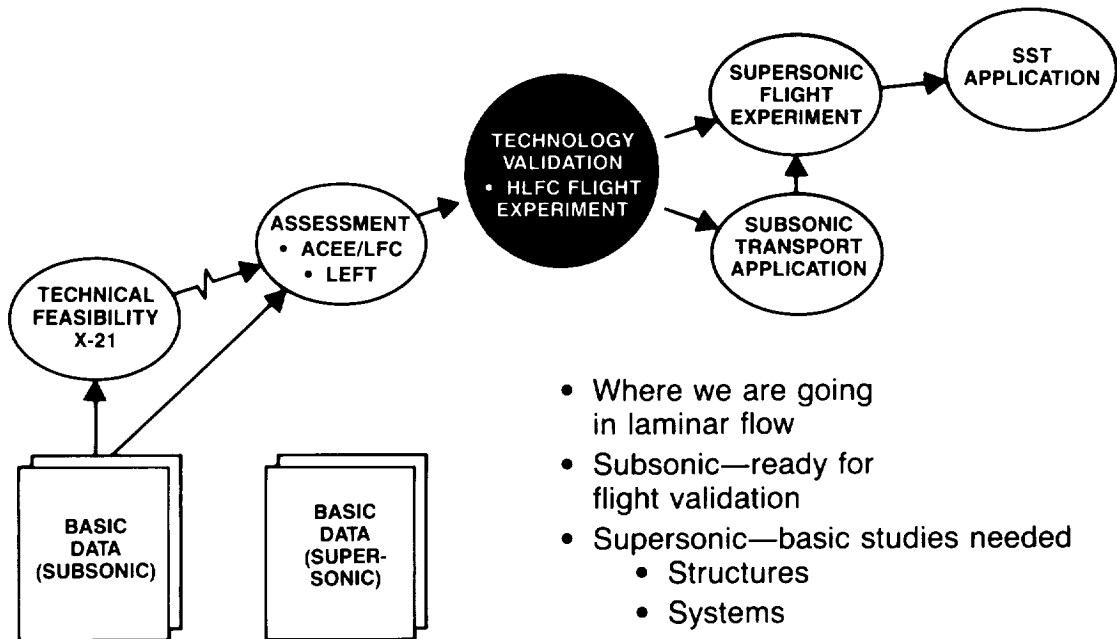 SST
APPLICATION
SUPERSONIC
FLIGHT
EXPERIMENT
TECHNOLOGY
VALIDATION
• HLFC FLIGHT
EXPERIMENT
ASSESSMENT
• ACEE/LFC
• LEFT
SUBSONIC
TRANSPORT
APPLICATION
TECHNICAL
FEASIBILITY
X-21
BASIC
DATA
(SUBSONIC)
BASIC
DATA
(SUPER-
SONIC)
• Where we are going
in laminar flow
• Subsonic—ready for
flight validation
• Supersonic—basic studies needed
• Structures
• Systems